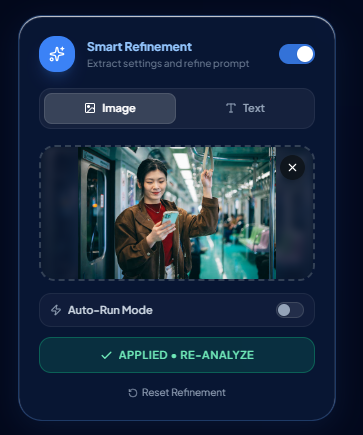 Smart Refinement
Extract settings and refine prompt
Image
Text
Auto-Run Mode
APPLIED • RE-ANALYZE
Reset Refinement